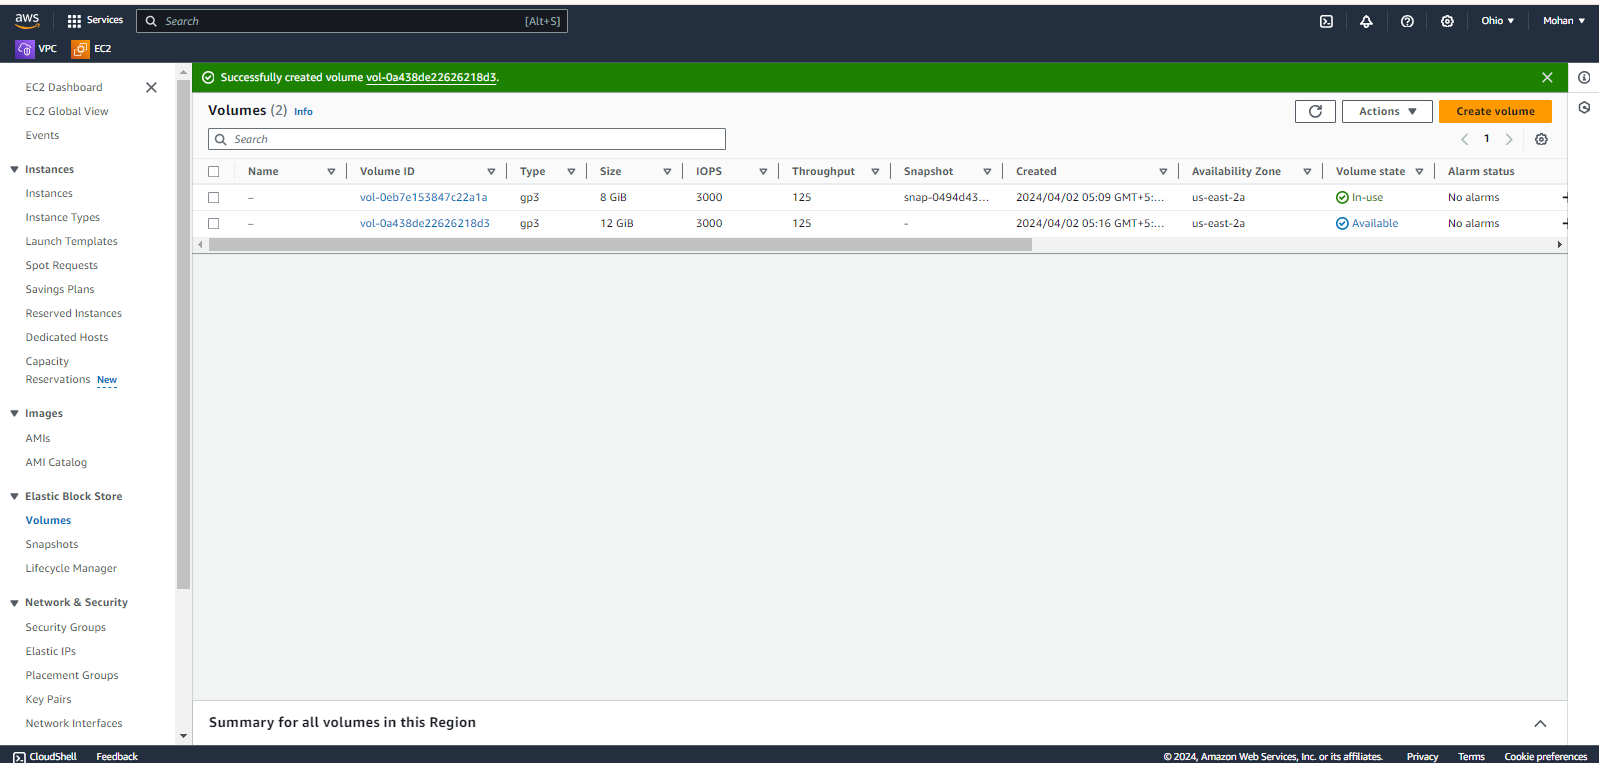 aws Services Search [Alt+S] Ohio ▼ Mohan ▼
VPC EC2
EC2 Dashboard
EC2 Global View
Events
Instances
Instances
Instance Types
Launch Templates
Spot Requests
Savings Plans
Reserved Instances
Dedicated Hosts
Capacity
Reservations New
Images
AMIs
AMI Catalog
Elastic Block Store
Volumes
Snapshots
Lifecycle Manager
Network & Security
Security Groups
Elastic IPs
Placement Groups
Key Pairs
Network Interfaces
Successfully created volume vol-0a438de22626218d3.
Volumes (2) Info Actions ▼ Create volume
Search 1
Name Volume ID Type Size IOPS Throughput Snapshot Created Availability Zone Volume state Alarm status
– vol-0eb7e153847c22a1a gp3 8 GiB 3000 125 snap-0494d43... 2024/04/02 05:09 GMT+5:... us-east-2a In-use No alarms +
– vol-0a438de22626218d3 gp3 12 GiB 3000 125 - 2024/04/02 05:16 GMT+5:... us-east-2a Available No alarms +
Summary for all volumes in this Region
CloudShell Feedback © 2024, Amazon Web Services, Inc. or its affiliates. Privacy Terms Cookie preferences